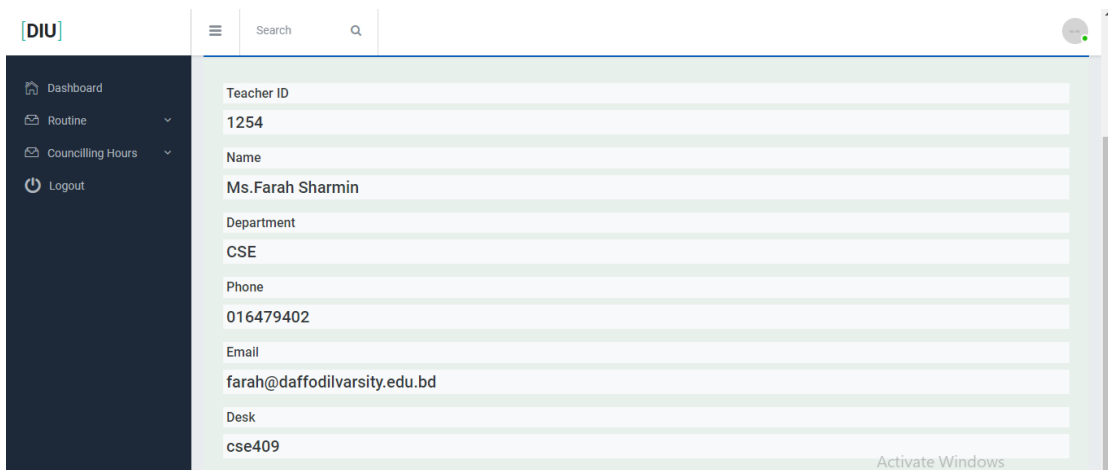 [DIU]
Search
Dashboard
Routine
Councilling Hours
Logout
Teacher ID
1254
Name
Ms.Farah Sharmin
Department
CSE
Phone
016479402
Email
farah@daffodilvarsity.edu.bd
Desk
cse409
Activate Windows